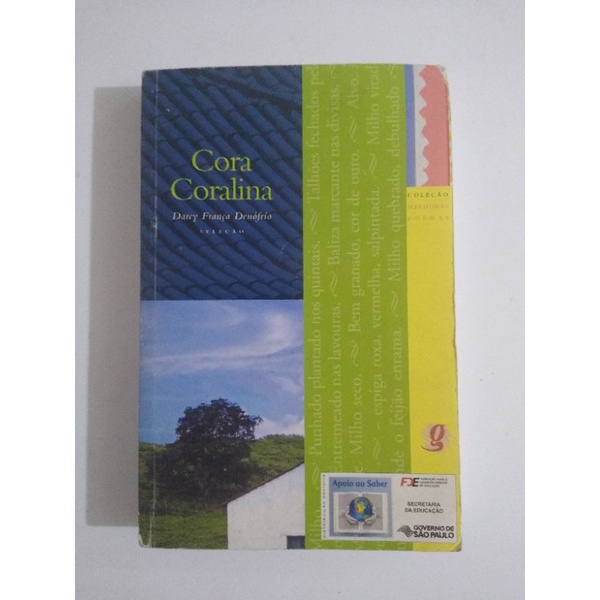 Cora
Coralina
Darcy França Denófrio
SELEÇÃO
COLEÇÃO
MELHORES
POEMAS
Punhado plantado nos quintais. Talhões fechados pel
entremeado nas lavouras. Baliza marcante nas divisas.
Milho seco. Bem granado, cor de ouro. Alvo.
espiga roxa, vermelha, salpintada. Milho virad
o feijão enrama. Milho quebrado, debulhado
g
Apoio ao Saber
FDE
SECRETARIA
DA EDUCAÇÃO
GOVERNO DE
SÃO PAULO